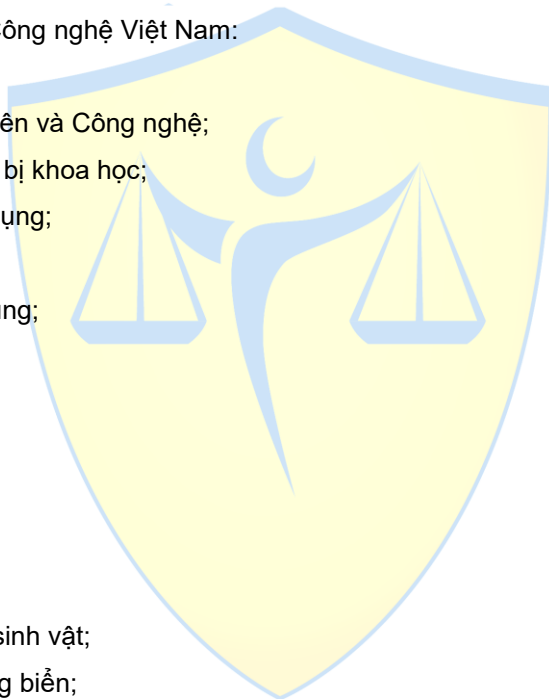 Công nghệ Việt Nam:
ên và Công nghệ;
bị khoa học;
ụng;
ung;
sinh vật;
g biển;